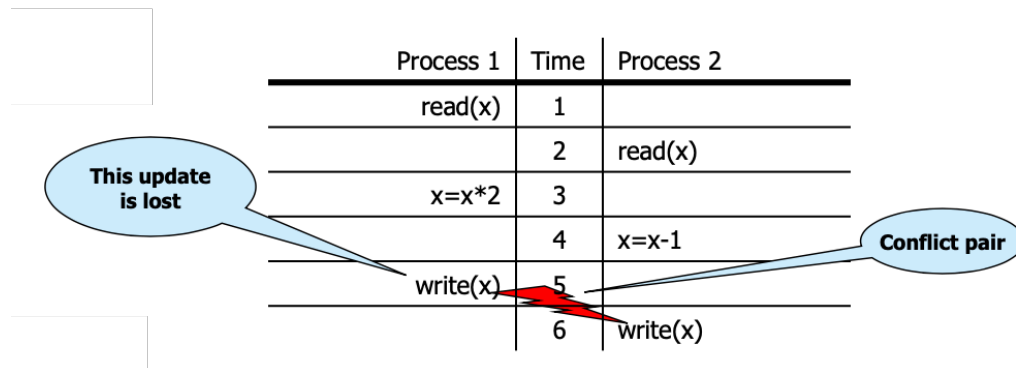 Process 1 Time Process 2
read(x) 1
2 read(x)
This update
is lost
x=x*2 3
4 x=x-1
Conflict pair
write(x) 5
6 write(x)